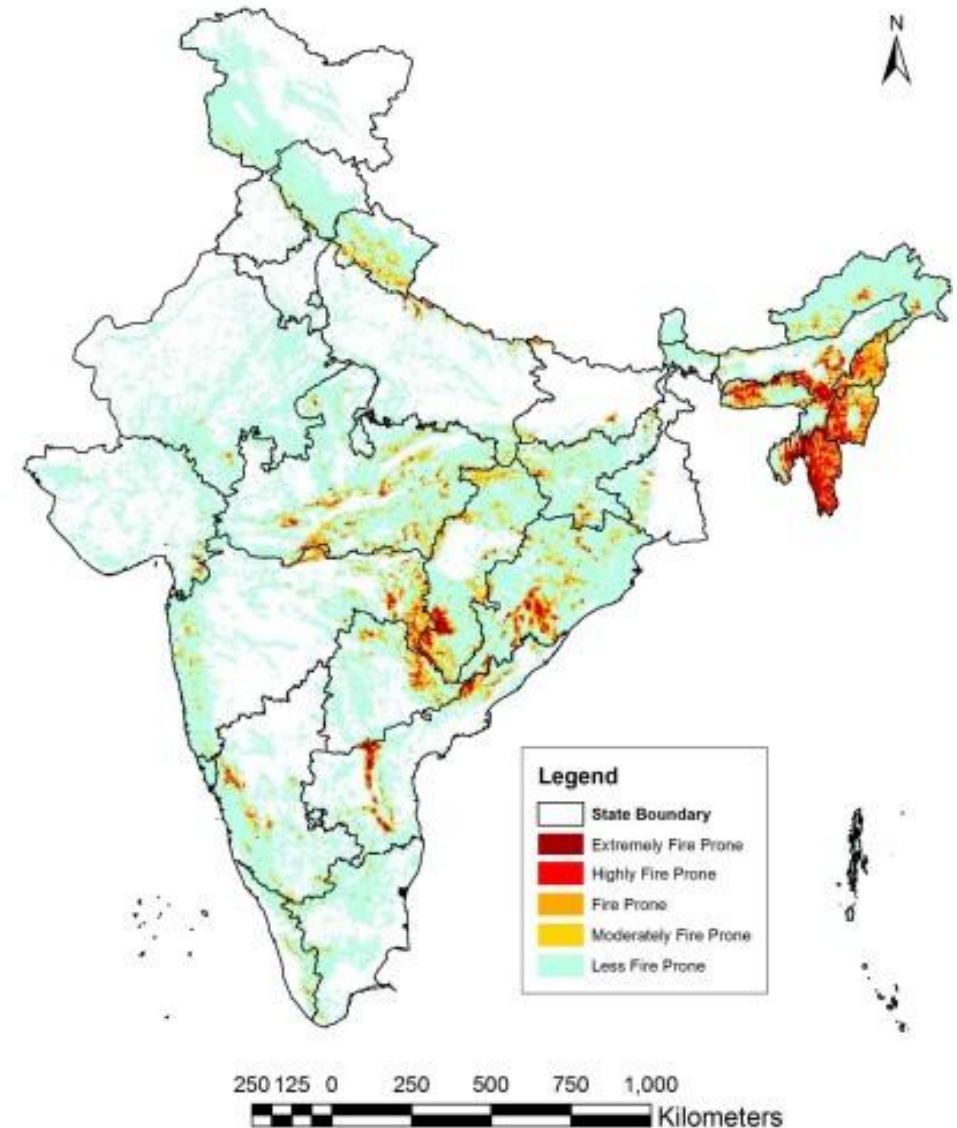 N
Legend
State Boundary
Extremely Fire Prone
Highly Fire Prone
Fire Prone
Moderately Fire Prone
Less Fire Prone
250 125 0 250 500 750 1,000
Kilometers